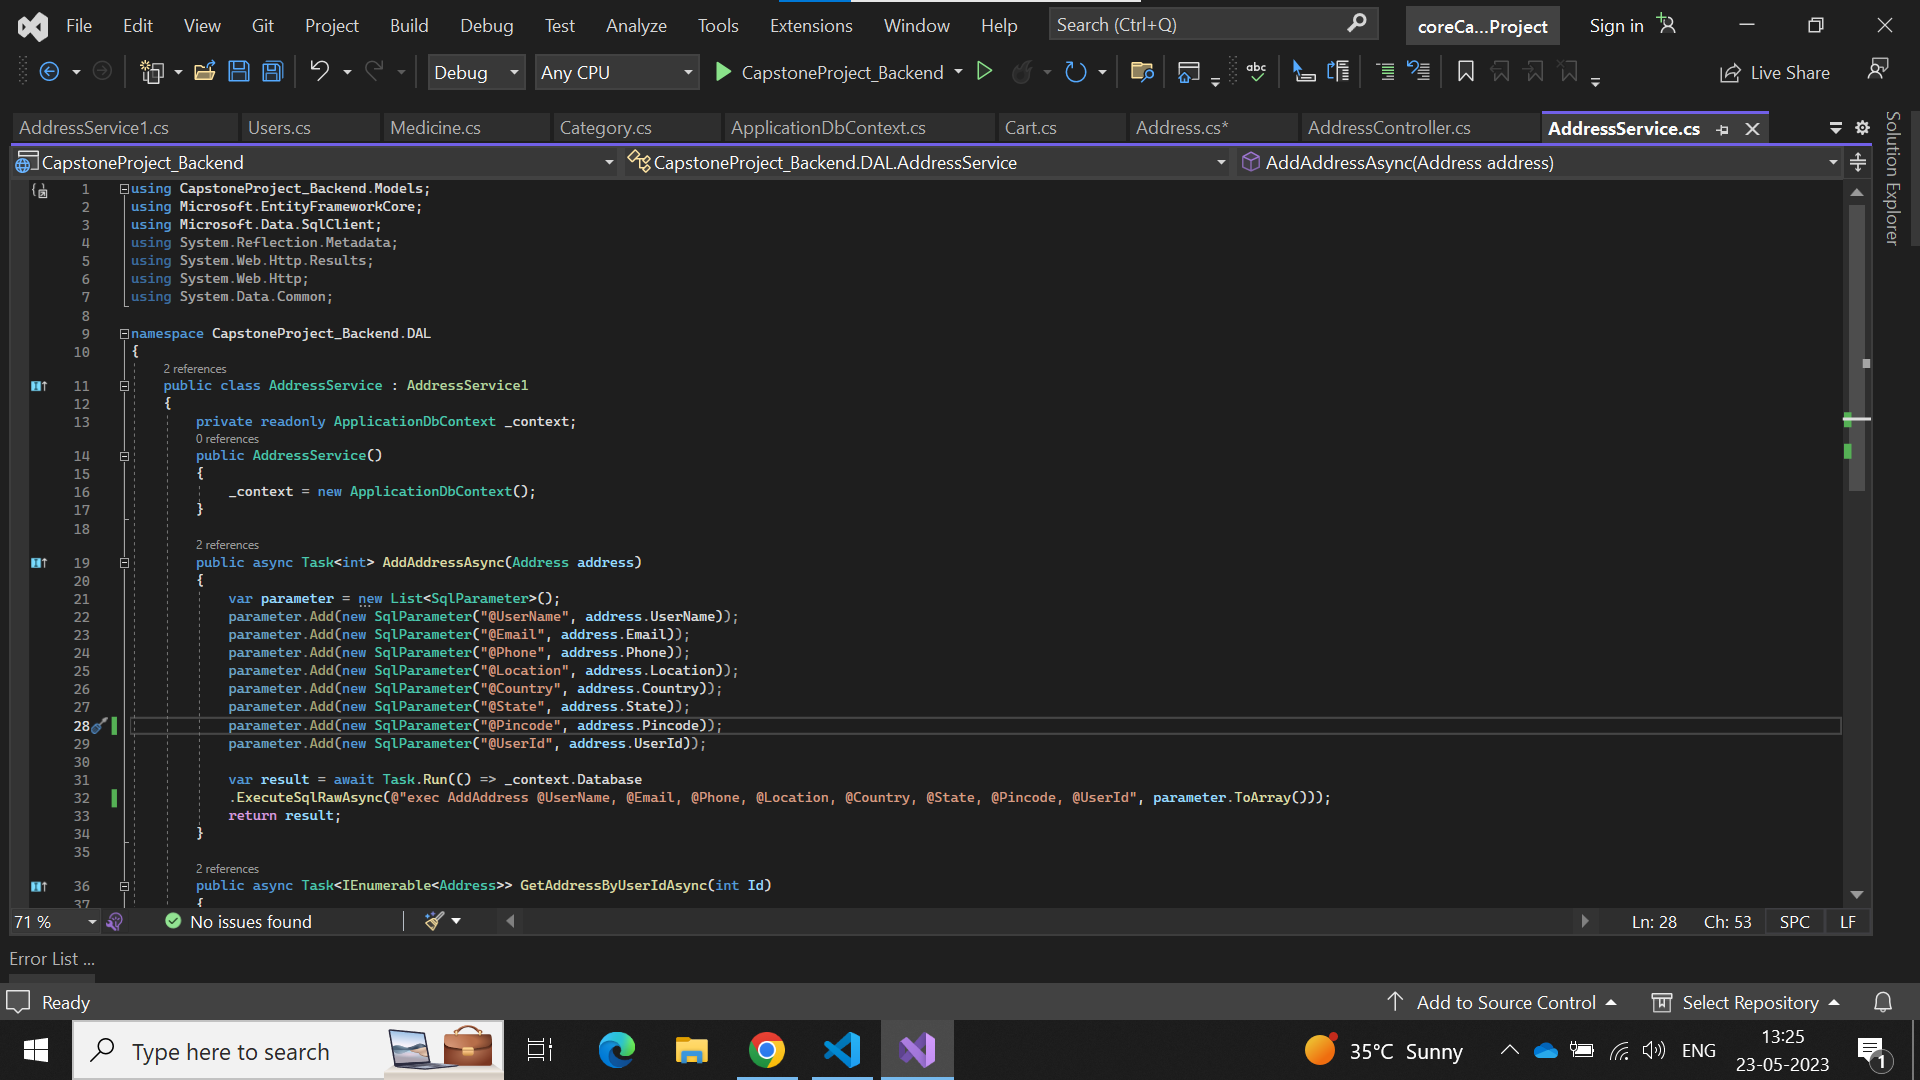 File Edit View Git Project Build Debug Test Analyze Tools Extensions Window Help Search (Ctrl+Q) coreCa...Project Sign in
Debug Any CPU CapstoneProject_Backend Live Share
AddressService1.cs Users.cs Medicine.cs Category.cs ApplicationDbContext.cs Cart.cs Address.cs* AddressController.cs AddressService.cs
CapstoneProject_Backend CapstoneProject_Backend.DAL.AddressService AddAddressAsync(Address address)
Solution Explorer
1 using CapstoneProject_Backend.Models;
2 using Microsoft.EntityFrameworkCore;
3 using Microsoft.Data.SqlClient;
4 using System.Reflection.Metadata;
5 using System.Web.Http.Results;
6 using System.Web.Http;
7 using System.Data.Common;
8
9 namespace CapstoneProject_Backend.DAL
10 {
2 references
11 public class AddressService : AddressService1
12 {
13 private readonly ApplicationDbContext _context;
0 references
14 public AddressService()
15 {
16 _context = new ApplicationDbContext();
17 }
18
2 references
19 public async Task<int> AddAddressAsync(Address address)
20 {
21 var parameter = new List<SqlParameter>();
22 parameter.Add(new SqlParameter("@UserName", address.UserName));
23 parameter.Add(new SqlParameter("@Email", address.Email));
24 parameter.Add(new SqlParameter("@Phone", address.Phone));
25 parameter.Add(new SqlParameter("@Location", address.Location));
26 parameter.Add(new SqlParameter("@Country", address.Country));
27 parameter.Add(new SqlParameter("@State", address.State));
28 parameter.Add(new SqlParameter("@Pincode", address.Pincode));
29 parameter.Add(new SqlParameter("@UserId", address.UserId));
30
31 var result = await Task.Run(() => _context.Database
32 .ExecuteSqlRawAsync(@"exec AddAddress @UserName, @Email, @Phone, @Location, @Country, @State, @Pincode, @UserId", parameter.ToArray()));
33 return result;
34 }
35
2 references
36 public async Task<IEnumerable<Address>> GetAddressByUserIdAsync(int Id)
37 {
71 % No issues found Ln: 28 Ch: 53 SPC LF
Error List ...
Ready Add to Source Control Select Repository
Type here to search 35°C Sunny ENG 13:25
23-05-2023 1